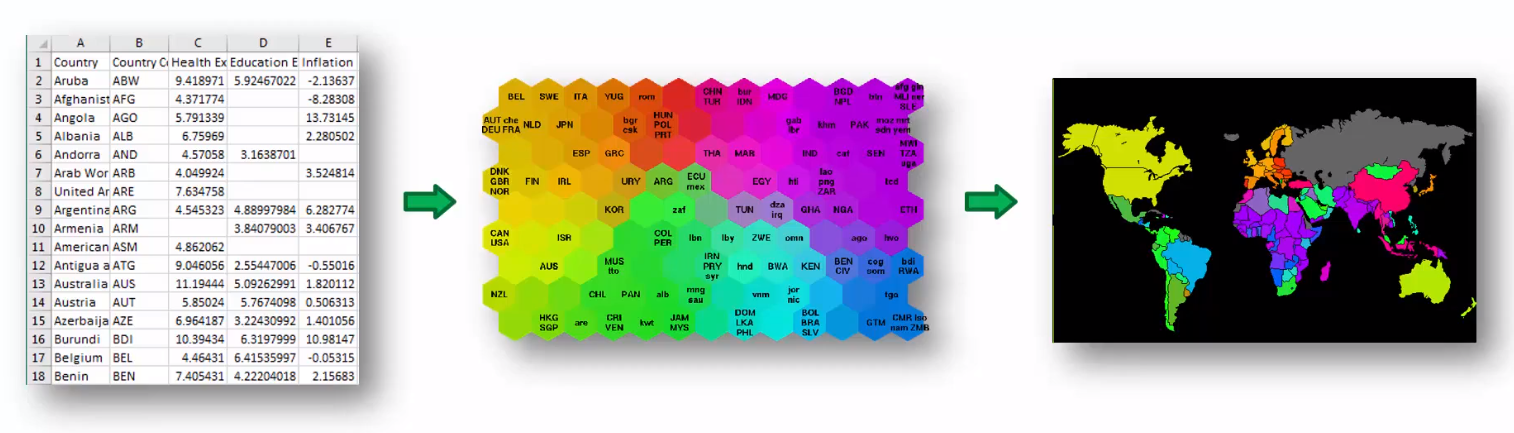 A B C D E
1 Country Country Co Health Ex Education E Inflation
2 Aruba ABW 9.418971 5.92467022 -2.13637
3 Afghanist AFG 4.371774 -8.28308
4 Angola AGO 5.791339 13.73145
5 Albania ALB 6.75969 2.280502
6 Andorra AND 4.57058 3.1638701
7 Arab Wor ARB 4.049924 3.524814
8 United Ar ARE 7.634758
9 Argentina ARG 4.545323 4.88997984 6.282774
10 Armenia ARM 3.84079003 3.406767
11 American ASM 4.862062
12 Antigua a ATG 9.046056 2.55447006 -0.55016
13 Australia AUS 11.19444 5.09262991 1.820112
14 Austria AUT 5.85024 5.7674098 0.506313
15 Azerbaija AZE 6.964187 3.22430992 1.401056
16 Burundi BDI 10.39434 6.3197999 10.98147
17 Belgium BEL 4.46431 6.41535997 -0.05315
18 Benin BEN 7.405431 4.22204018 2.15683
BEL SWE ITA YUG rom CHN TUR bur IDN MDG BGD NPL btn afg gin MLI ner SLE
AUT che DEU FRA NLD JPN bgr csk HUN POL PRT gab lbr khm PAK moz mrt sdn yem
ESP GRC THA MAR IND caf SEN MWI TZA uga
DNK GBR NOR FIN IRL URY ARG ECU mex EGY hti lao png ZAR tcd
KOR zaf TUN dza irq GHA NGA ETH
CAN USA ISR COL PER lbn lby ZWE omn ago hvo
AUS MUS tto IRN PRY syr hnd BWA KEN BEN CIV cog som bdi RWA
NZL CHL PAN alb mng sau vnm jor nic tgo
HKG SGP are CRI VEN kwt JAM MYS DOM LKA PHL BOL BRA SLV GTM CMR lso nam ZMB